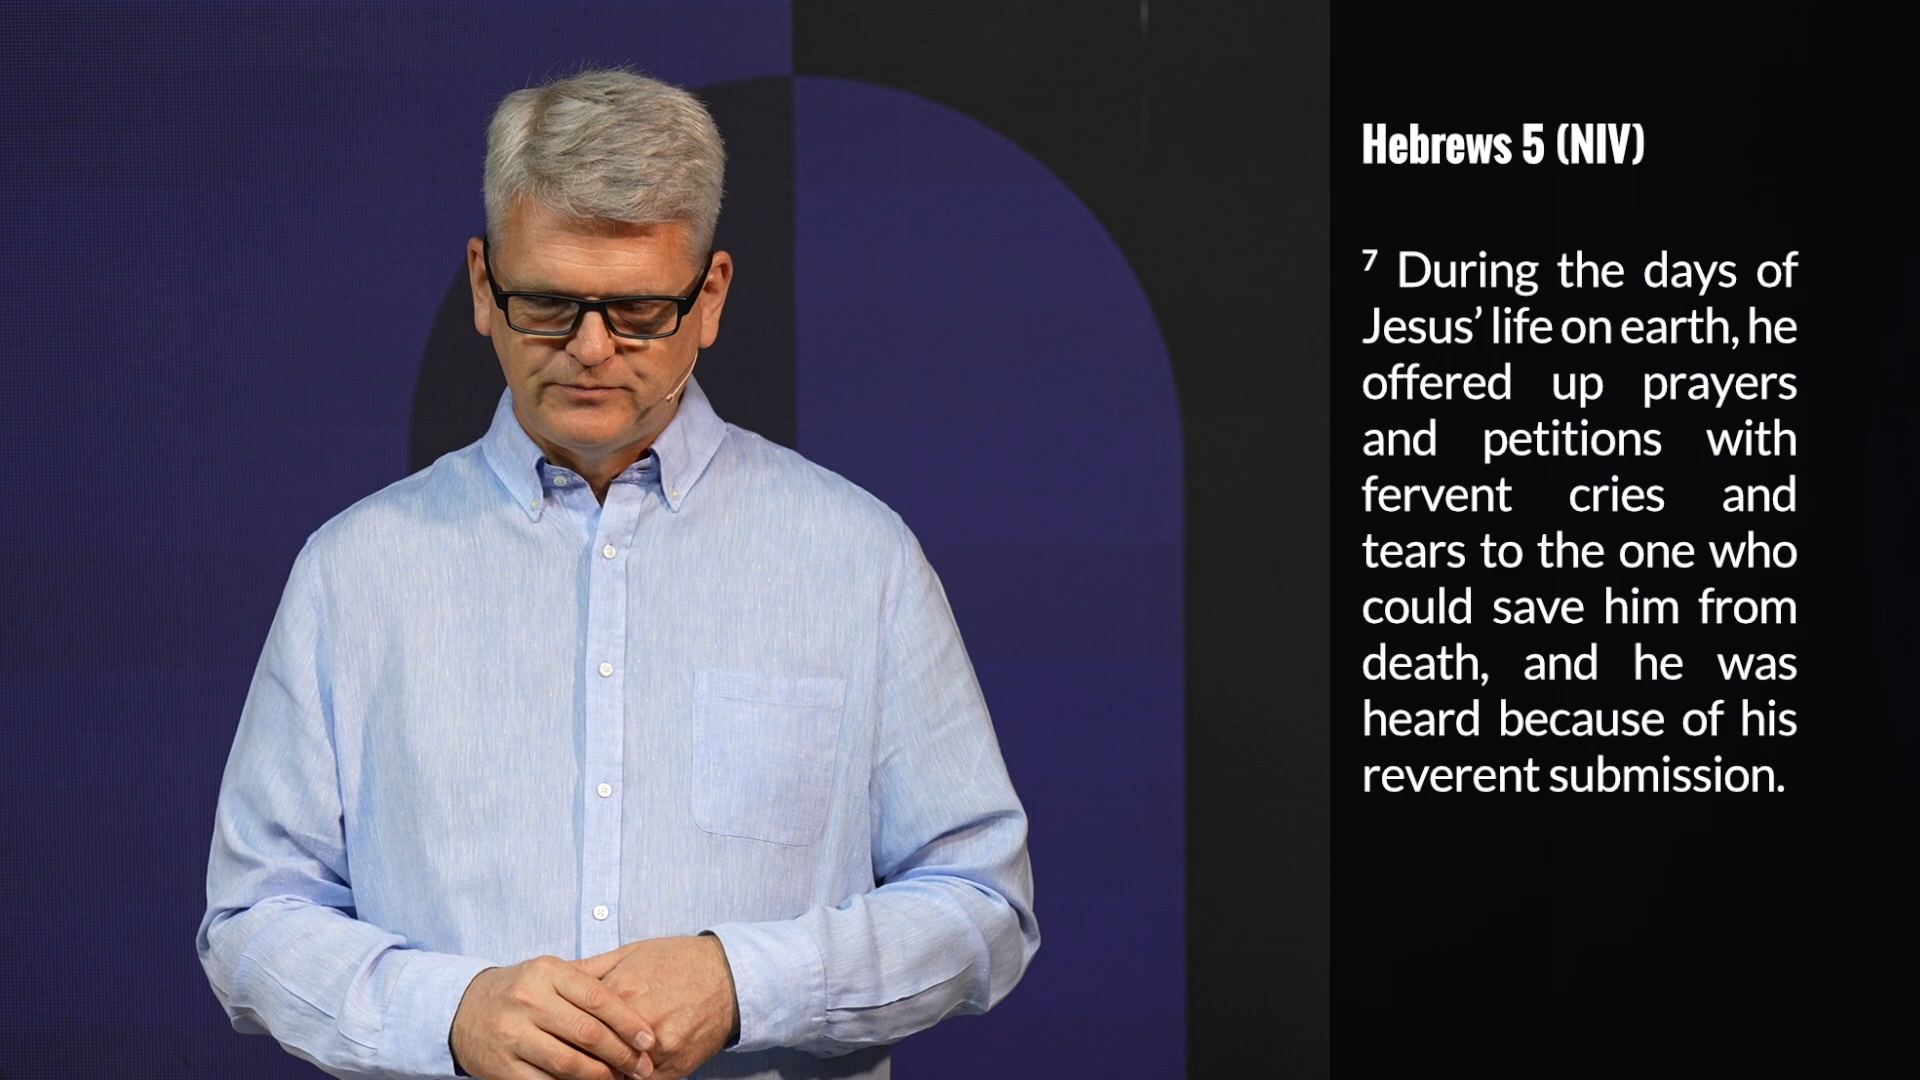 Hebrews 5 (NIV)
⁷ During the days of
Jesus’ life on earth, he
offered up prayers
and petitions with
fervent cries and
tears to the one who
could save him from
death, and he was
heard because of his
reverent submission.